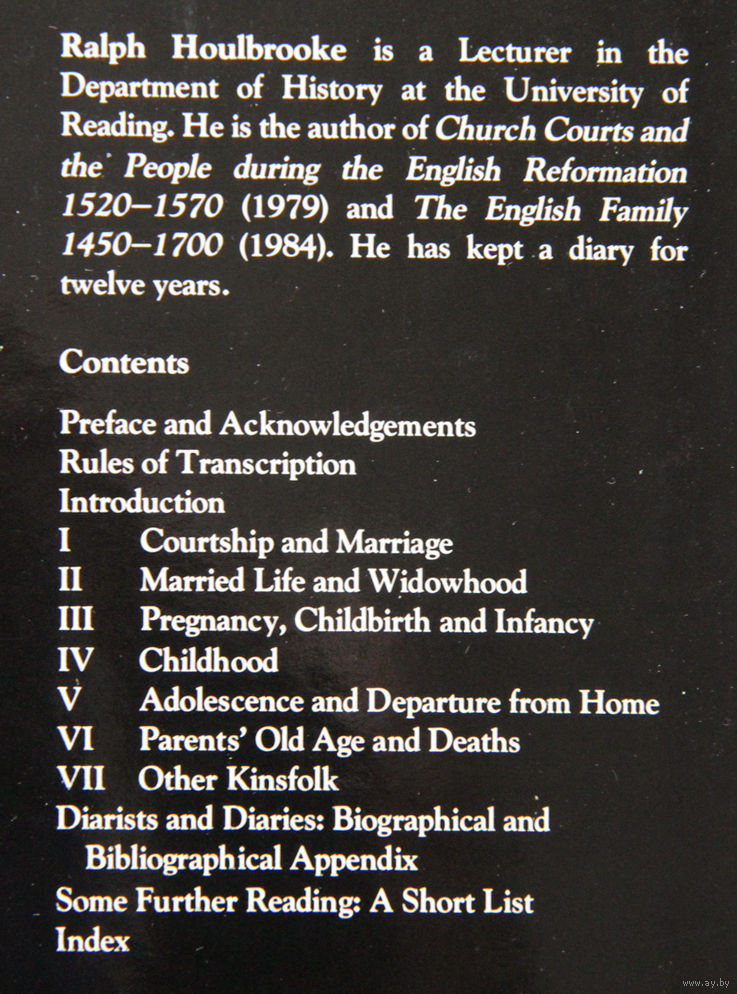 Ralph Houlbrooke is a Lecturer in the
Department of History at the University of
Reading. He is the author of Church Courts and
the People during the English Reformation
1520–1570 (1979) and The English Family
1450–1700 (1984). He has kept a diary for
twelve years.
Contents
Preface and Acknowledgements
Rules of Transcription
Introduction
I Courtship and Marriage
II Married Life and Widowhood
III Pregnancy, Childbirth and Infancy
IV Childhood
V Adolescence and Departure from Home
VI Parents' Old Age and Deaths
VII Other Kinsfolk
Diarists and Diaries: Biographical and
Bibliographical Appendix
Some Further Reading: A Short List
Index
www.ay.by